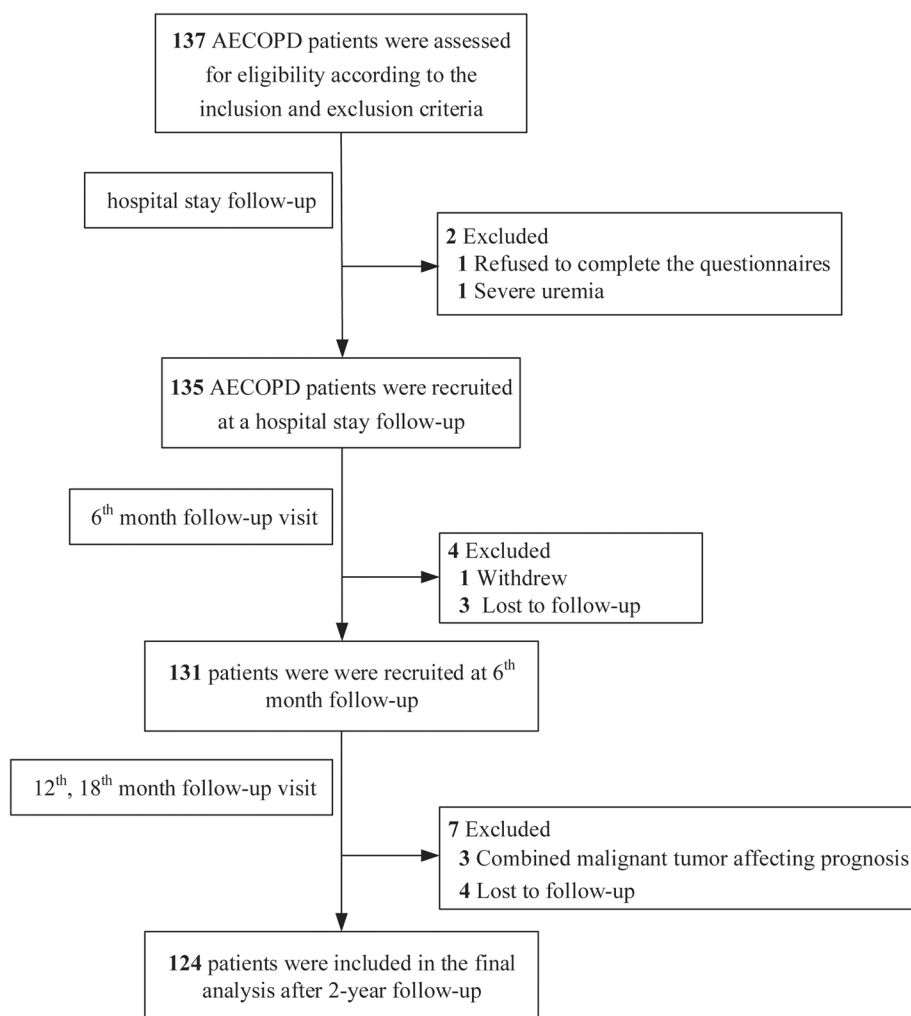 137 AECOPD patients were assessed
for eligibility according to the
inclusion and exclusion criteria
hospital stay follow-up
2 Excluded
1 Refused to complete the questionnaires
1 Severe uremia
135 AECOPD patients were recruited
at a hospital stay follow-up
6th month follow-up visit
4 Excluded
1 Withdrew
3 Lost to follow-up
131 patients were were recruited at 6th
month follow-up
12th, 18th month follow-up visit
7 Excluded
3 Combined malignant tumor affecting prognosis
4 Lost to follow-up
124 patients were included in the final
analysis after 2-year follow-up